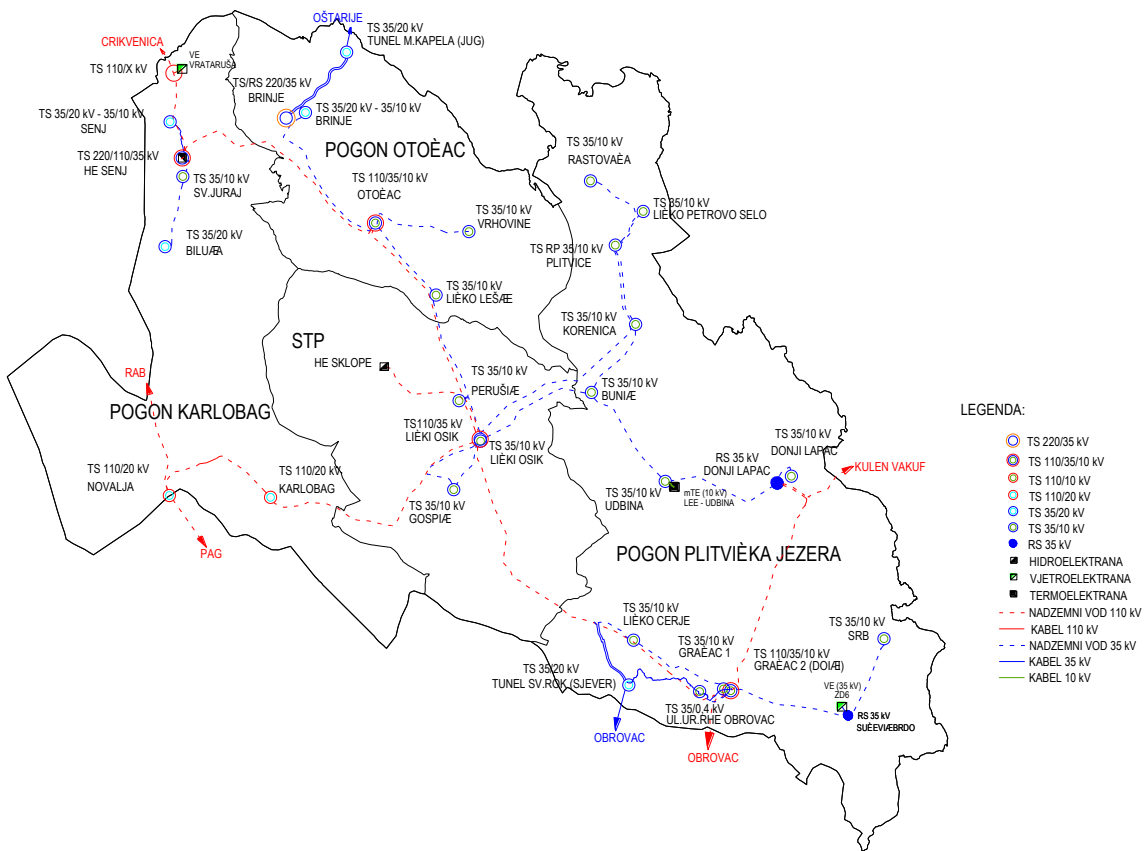 OŠTARIJE
TS 35/20 kV
TUNEL M.KAPELA (JUG)
CRIKVENICA
VE
VRATARUŠA
TS 110/X kV
TS/RS 220/35 kV
BRINJE
TS 35/20 kV - 35/10 kV
BRINJE
TS 35/20 kV - 35/10 kV
SENJ
POGON OTOÈAC
TS 220/110/35 kV
HE SENJ
TS 35/10 kV
SV.JURAJ
TS 110/35/10 kV
OTOÈAC
TS 35/10 kV
RASTOVAÈA
TS 35/10 kV
LIÈKO PETROVO SELO
TS 35/10 kV
VRHOVINE
TS 35/20 kV
BILUÆA
TS RP 35/10 kV
PLITVICE
TS 35/10 kV
LIÈKO LEŠÆE
TS 35/10 kV
KORENICA
STP
HE SKLOPE
TS 35/10 kV
PERUŠIÆ
RAB
TS 35/10 kV
BUNIÆ
POGON KARLOBAG
TS110/35 kV
LIÈKI OSIK
TS 35/10 kV
LIÈKI OSIK
TS 110/20 kV
NOVALJA
TS 110/20 kV
KARLOBAG
TS 35/10 kV
GOSPIÆ
TS 35/10 kV
DONJI LAPAC
RS 35 kV
DONJI LAPAC
KULEN VAKUF
TS 35/10 kV
UDBINA
mTE (10 kV)
LEE - UDBINA
PAG
POGON PLITVIÈKA JEZERA
TS 35/10 kV
LIÈKO CERJE
TS 35/10 kV
SRB
TS 35/10 kV
GRAÈAC 1
TS 110/35/10 kV
GRAÈAC 2 (DOIÆI)
TS 35/20 kV
TUNEL SV.ROK (SJEVER)
VE (35 kV)
ZD6
TS 35/0,4 kV
UL.UR.RHE OBROVAC
RS 35 kV
SUÈEVIÆBRDO
OBROVAC
OBROVAC
LEGENDA:
TS 220/35 kV
TS 110/35/10 kV
TS 110/10 kV
TS 110/20 kV
TS 35/20 kV
TS 35/10 kV
RS 35 kV
HIDROELEKTRANA
VJETROELEKTRANA
TERMOELEKTRANA
NADZEMNI VOD 110 kV
KABEL 110 kV
NADZEMNI VOD 35 kV
KABEL 35 kV
KABEL 10 kV